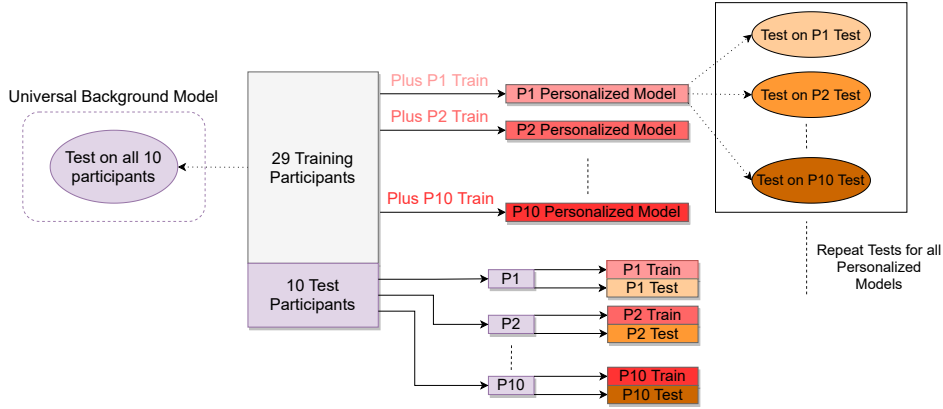 Universal Background Model
Test on all 10
participants
29 Training
Participants
10 Test
Participants
Plus P1 Train
Plus P2 Train
Plus P10 Train
P1 Personalized Model
P2 Personalized Model
P10 Personalized Model
Test on P1 Test
Test on P2 Test
Test on P10 Test
Repeat Tests for all
Personalized
Models
P1
P1 Train
P1 Test
P2
P2 Train
P2 Test
P10
P10 Train
P10 Test